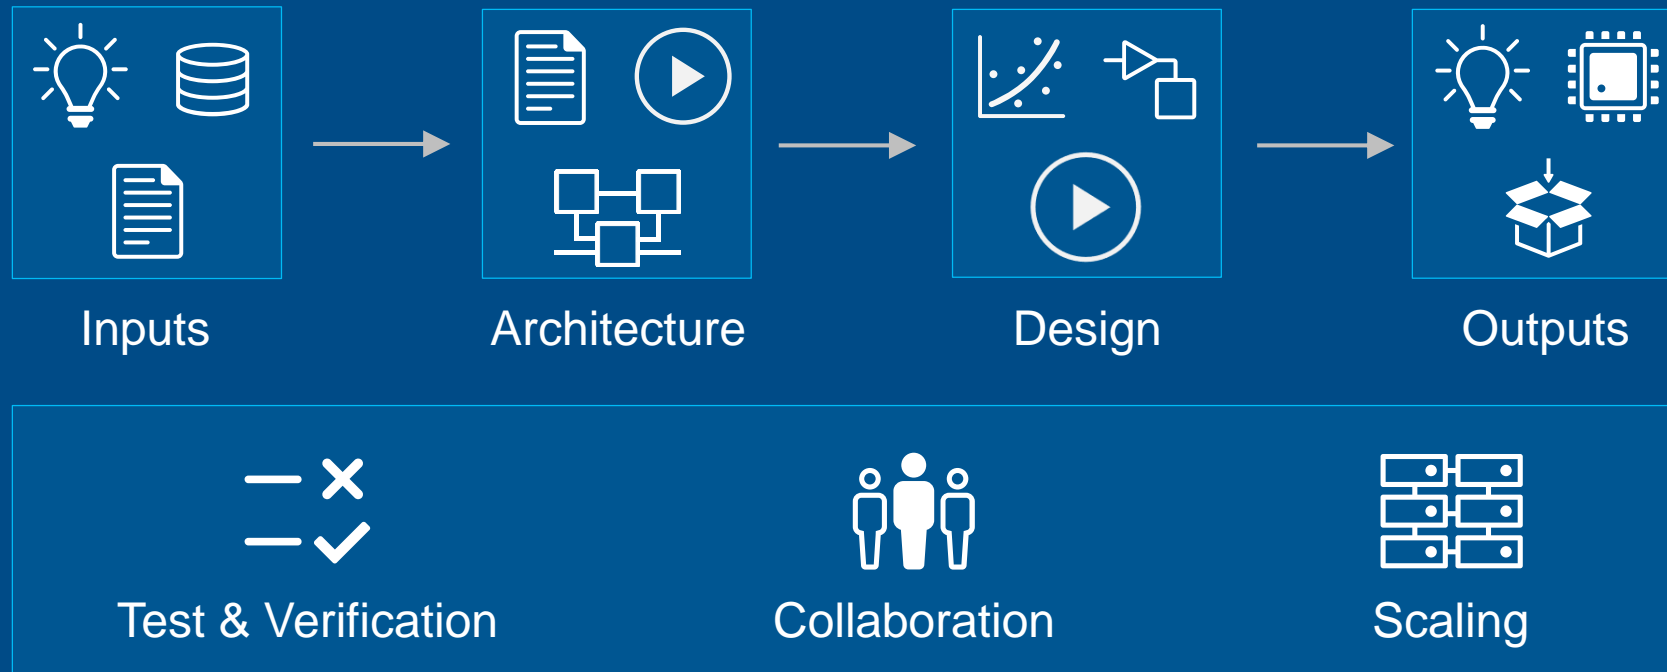 Inputs
Architecture
Design
Outputs
Test & Verification
Collaboration
Scaling